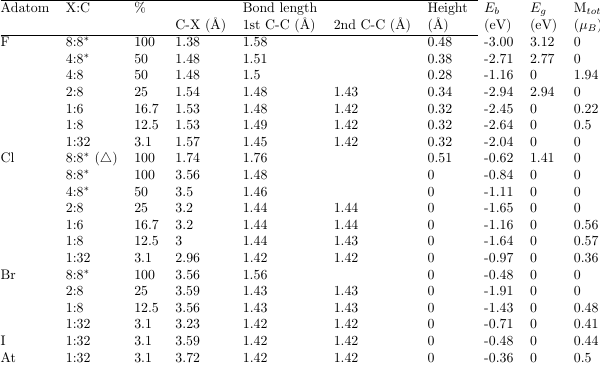 Adatom X:C % Bond length Height E_b E_g M_tot
C-X (Å) 1st C-C (Å) 2nd C-C (Å) (Å) (eV) (eV) (μ_B)
F 8:8* 100 1.38 1.58 0.48 -3.00 3.12 0
4:8* 50 1.48 1.51 0.38 -2.71 2.77 0
4:8 50 1.48 1.5 0.28 -1.16 0 1.94
2:8 25 1.54 1.48 1.43 0.34 -2.94 2.94 0
1:6 16.7 1.53 1.48 1.42 0.32 -2.45 0 0.22
1:8 12.5 1.53 1.49 1.42 0.32 -2.64 0 0.5
1:32 3.1 1.57 1.45 1.42 0.32 -2.04 0 0
Cl 8:8* (△) 100 1.74 1.76 0.51 -0.62 1.41 0
8:8* 100 3.56 1.48 0 -0.84 0 0
4:8* 50 3.5 1.46 0 -1.11 0 0
2:8 25 3.2 1.44 1.44 0 -1.65 0 0
1:6 16.7 3.2 1.44 1.44 0 -1.16 0 0.56
1:8 12.5 3 1.44 1.43 0 -1.64 0 0.57
1:32 3.1 2.96 1.42 1.42 0 -0.97 0 0.36
Br 8:8* 100 3.56 1.56 0 -0.48 0 0
2:8 25 3.59 1.43 1.43 0 -1.91 0 0
1:8 12.5 3.56 1.43 1.43 0 -1.43 0 0.48
1:32 3.1 3.23 1.42 1.42 0 -0.71 0 0.41
I 1:32 3.1 3.59 1.42 1.42 0 -0.48 0 0.44
At 1:32 3.1 3.72 1.42 1.42 0 -0.36 0 0.5